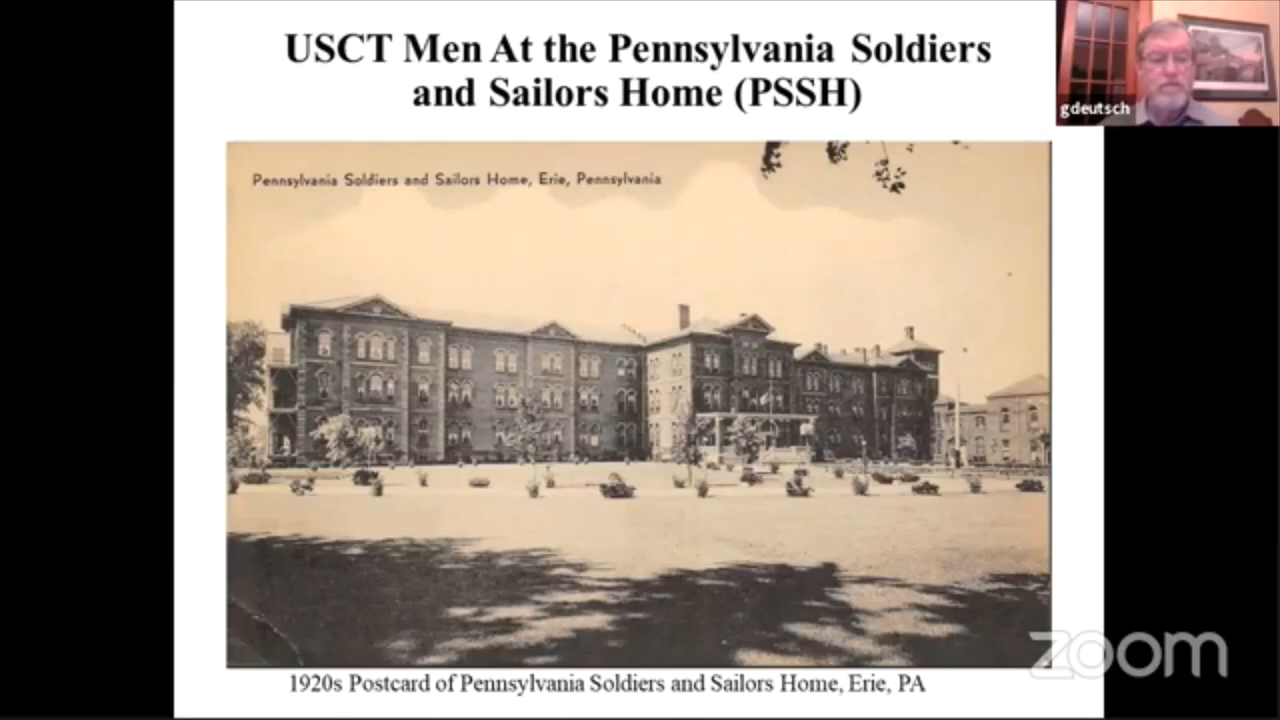 USCT Men At the Pennsylvania Soldiers
and Sailors Home (PSSH)
gdeutsch
Pennsylvania Soldiers and Sailors Home, Erie, Pennsylvania
zoom
1920s Postcard of Pennsylvania Soldiers and Sailors Home, Erie, PA